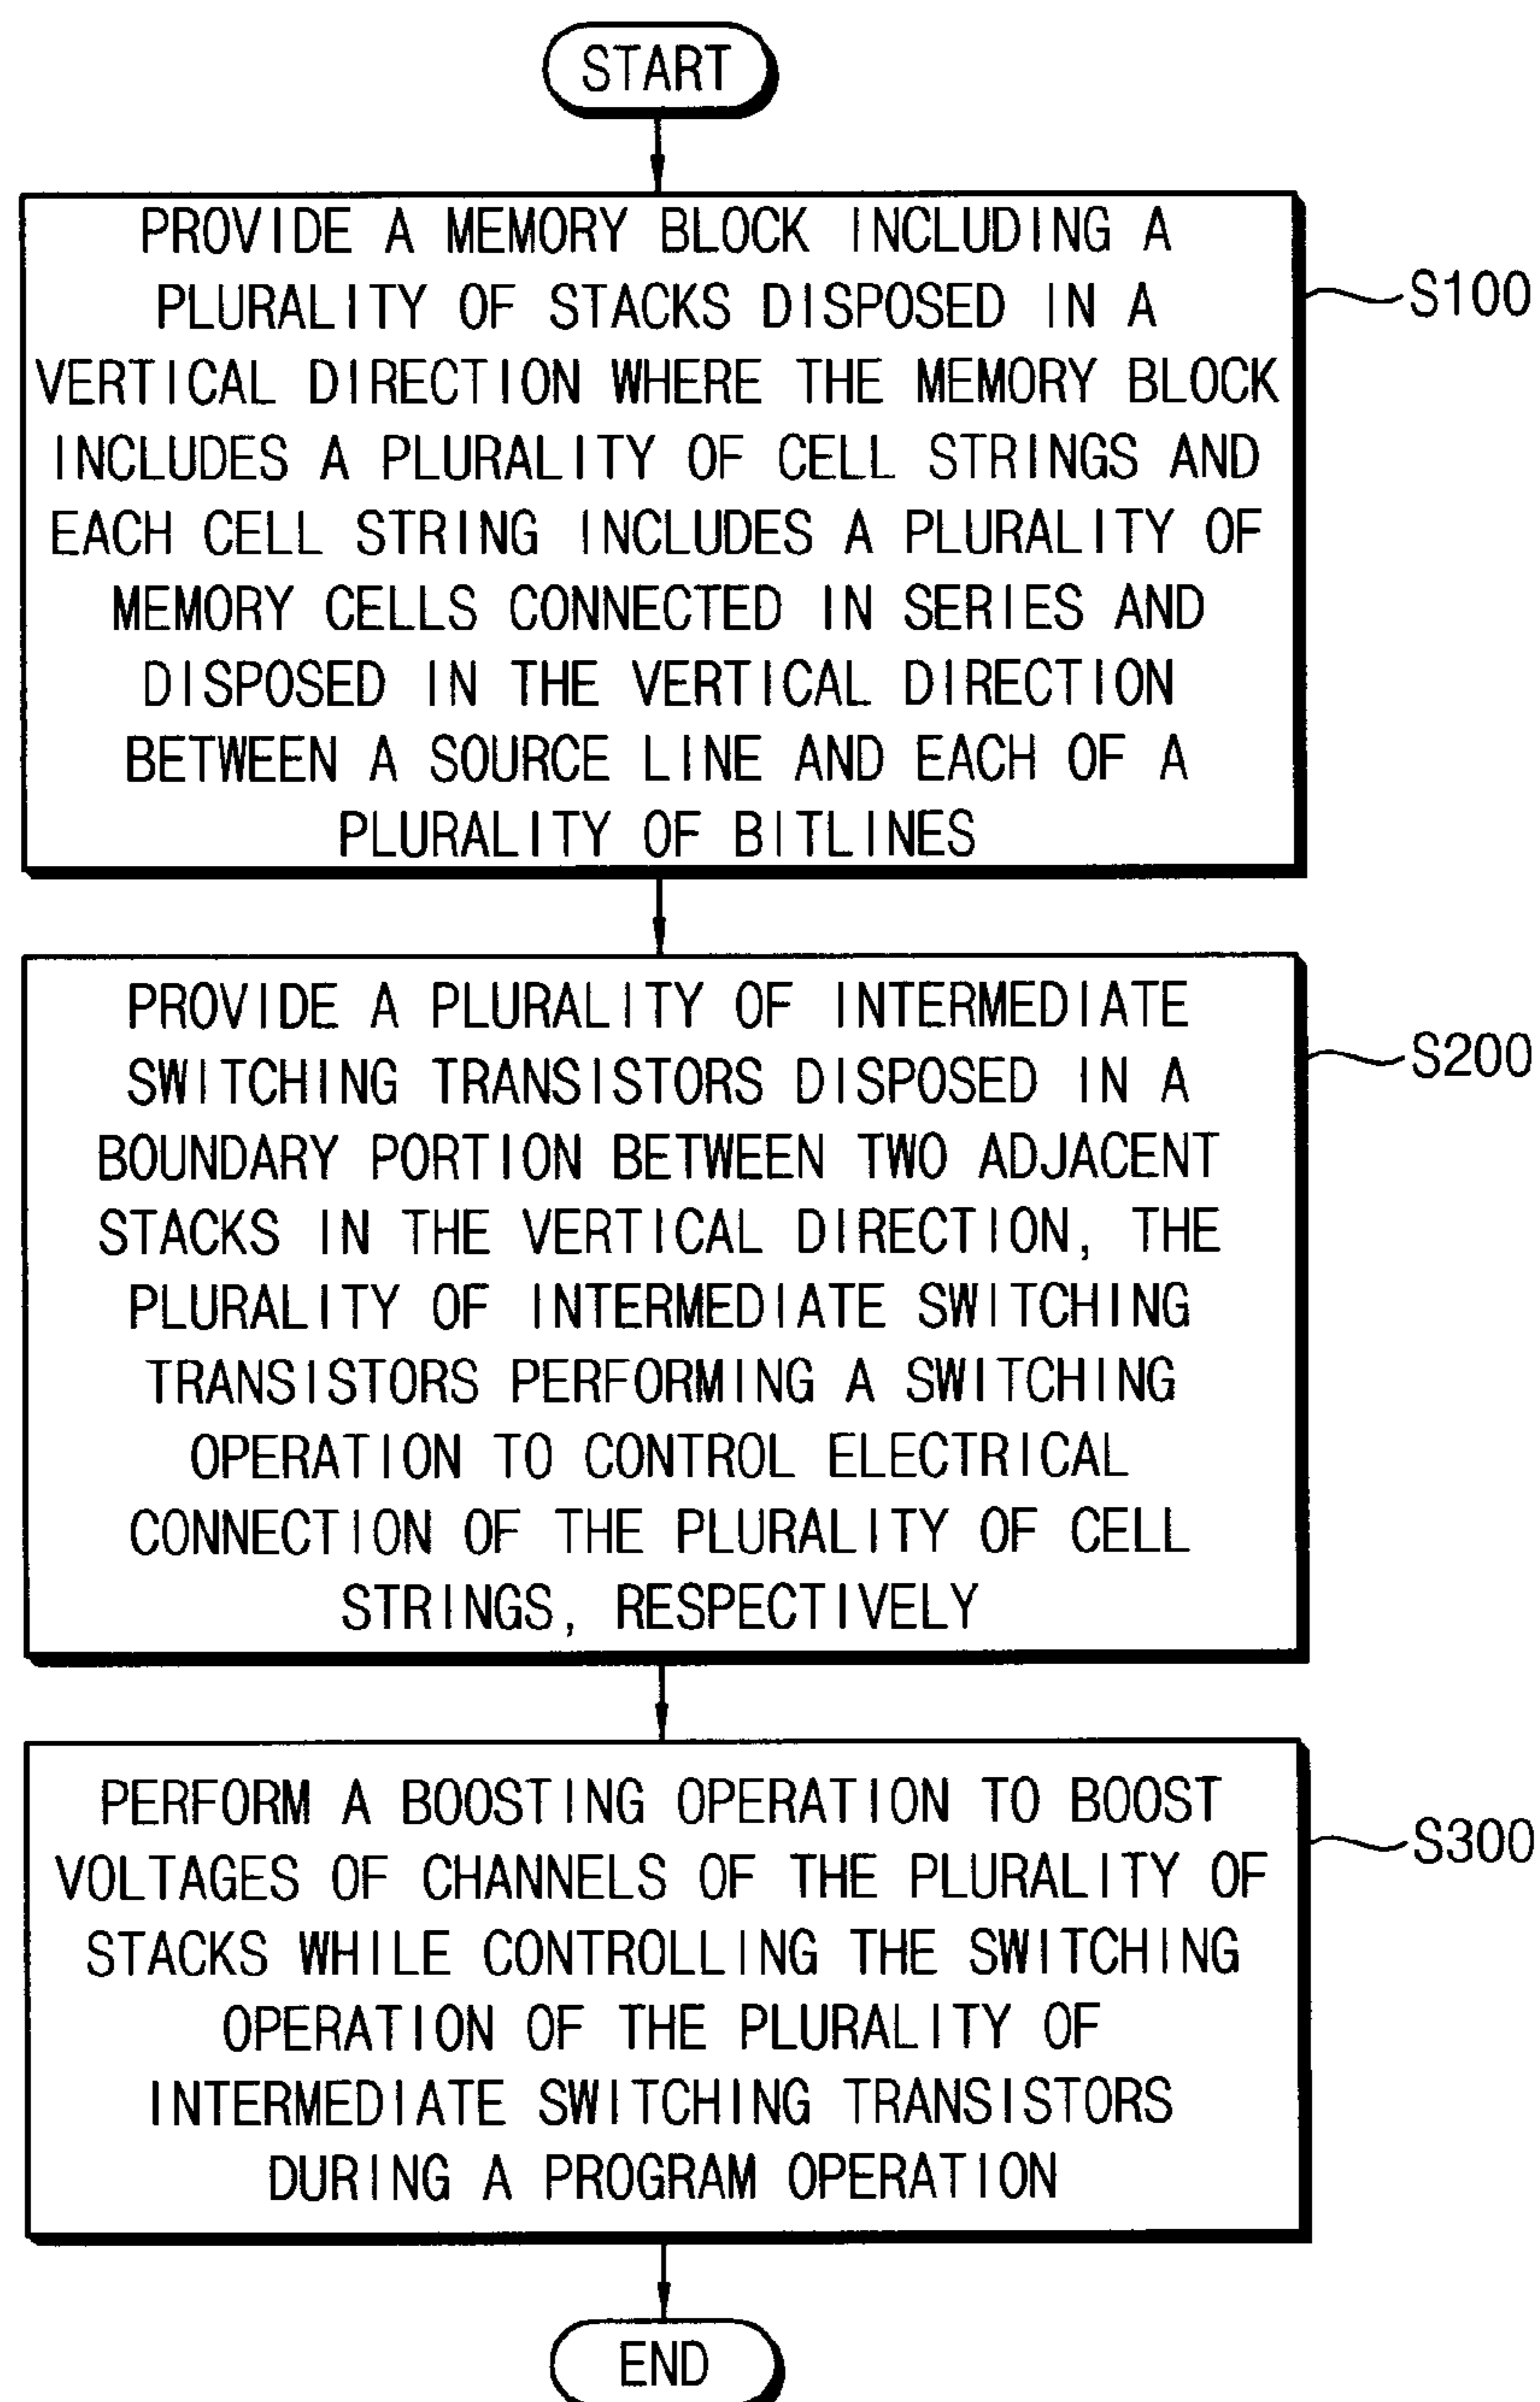 START
PROVIDE A MEMORY BLOCK INCLUDING A
PLURALITY OF STACKS DISPOSED IN A
VERTICAL DIRECTION WHERE THE MEMORY BLOCK
INCLUDES A PLURALITY OF CELL STRINGS AND
EACH CELL STRING INCLUDES A PLURALITY OF
MEMORY CELLS CONNECTED IN SERIES AND
DISPOSED IN THE VERTICAL DIRECTION
BETWEEN A SOURCE LINE AND EACH OF A
PLURALITY OF BITLINES
S100
PROVIDE A PLURALITY OF INTERMEDIATE
SWITCHING TRANSISTORS DISPOSED IN A
BOUNDARY PORTION BETWEEN TWO ADJACENT
STACKS IN THE VERTICAL DIRECTION, THE
PLURALITY OF INTERMEDIATE SWITCHING
TRANSISTORS PERFORMING A SWITCHING
OPERATION TO CONTROL ELECTRICAL
CONNECTION OF THE PLURALITY OF CELL
STRINGS, RESPECTIVELY
S200
PERFORM A BOOSTING OPERATION TO BOOST
VOLTAGES OF CHANNELS OF THE PLURALITY OF
STACKS WHILE CONTROLLING THE SWITCHING
OPERATION OF THE PLURALITY OF
INTERMEDIATE SWITCHING TRANSISTORS
DURING A PROGRAM OPERATION
S300
END